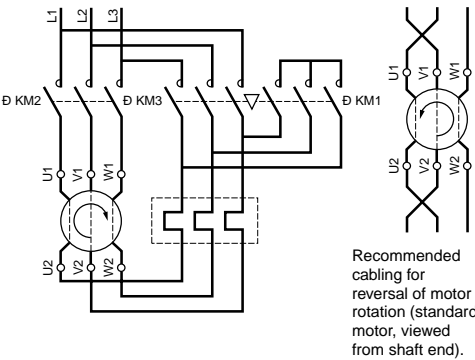 L1 L2 L3
Đ KM2 Đ KM3 Đ KM1
U1 V1 W1
U2 V2 W2
U1 V1 W1
U2 V2 W2
Recommended
cabling for
reversal of motor
rotation (standard
motor, viewed
from shaft end).